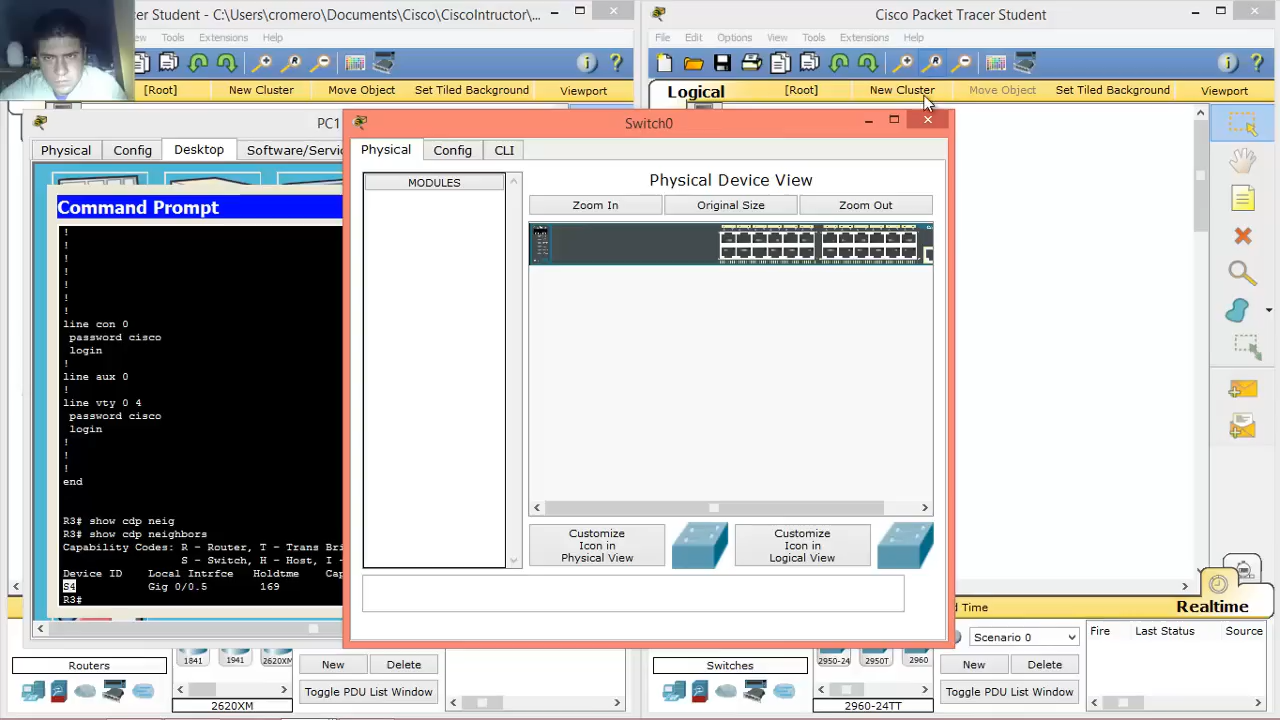 er Student - C:\Users\cromero\Documents\Cisco\CiscoIntructor\...
Cisco Packet Tracer Student
Tools
Extensions
Help
File
Edit
Options
View
Tools
Extensions
Help
[Root]
New Cluster
Move Object
Set Tiled Background
Viewport
Logical
[Root]
New Cluster
Move Object
Set Tiled Background
Viewport
PC1
Physical
Config
Desktop
Software/Servic
Command Prompt
!
!
!
!
!
!
!
line con 0
password cisco
login
!
line aux 0
!
line vty 0 4
password cisco
login
!
!
!
end
R3# show cdp neig
R3# show cdp neighbors
Capability Codes: R - Router, T - Trans Bri
S - Switch, H - Host, I -
Device ID Local Intrfce Holdtme Cap
S4 Gig 0/0.5 169
R3#
Switch0
Physical
Config
CLI
MODULES
Physical Device View
Zoom In
Original Size
Zoom Out
Customize
Icon in
Physical View
Customize
Icon in
Logical View
d Time
Realtime
Routers
1841
1941
2620XM
2620XM
New
Delete
Toggle PDU List Window
Switches
2950-24
2950T
2960
2960-24TT
Scenario 0
New
Delete
Toggle PDU List Window
Fire
Last Status
Source